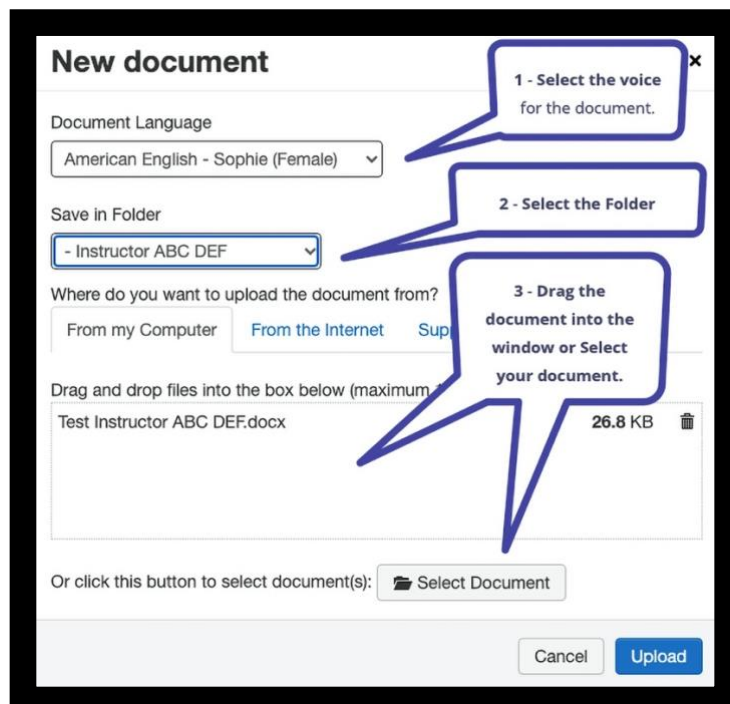 New document
×
1 - Select the voice
for the document.
Document Language
American English - Sophie (Female)
2 - Select the Folder
Save in Folder
- Instructor ABC DEF
Where do you want to upload the document from?
3 - Drag the
document into the
window or Select
your document.
From my Computer
From the Internet
Drag and drop files into the box below (maximum
Test Instructor ABC DEF.docx
26.8 KB
Or click this button to select document(s):
Select Document
Cancel
Upload